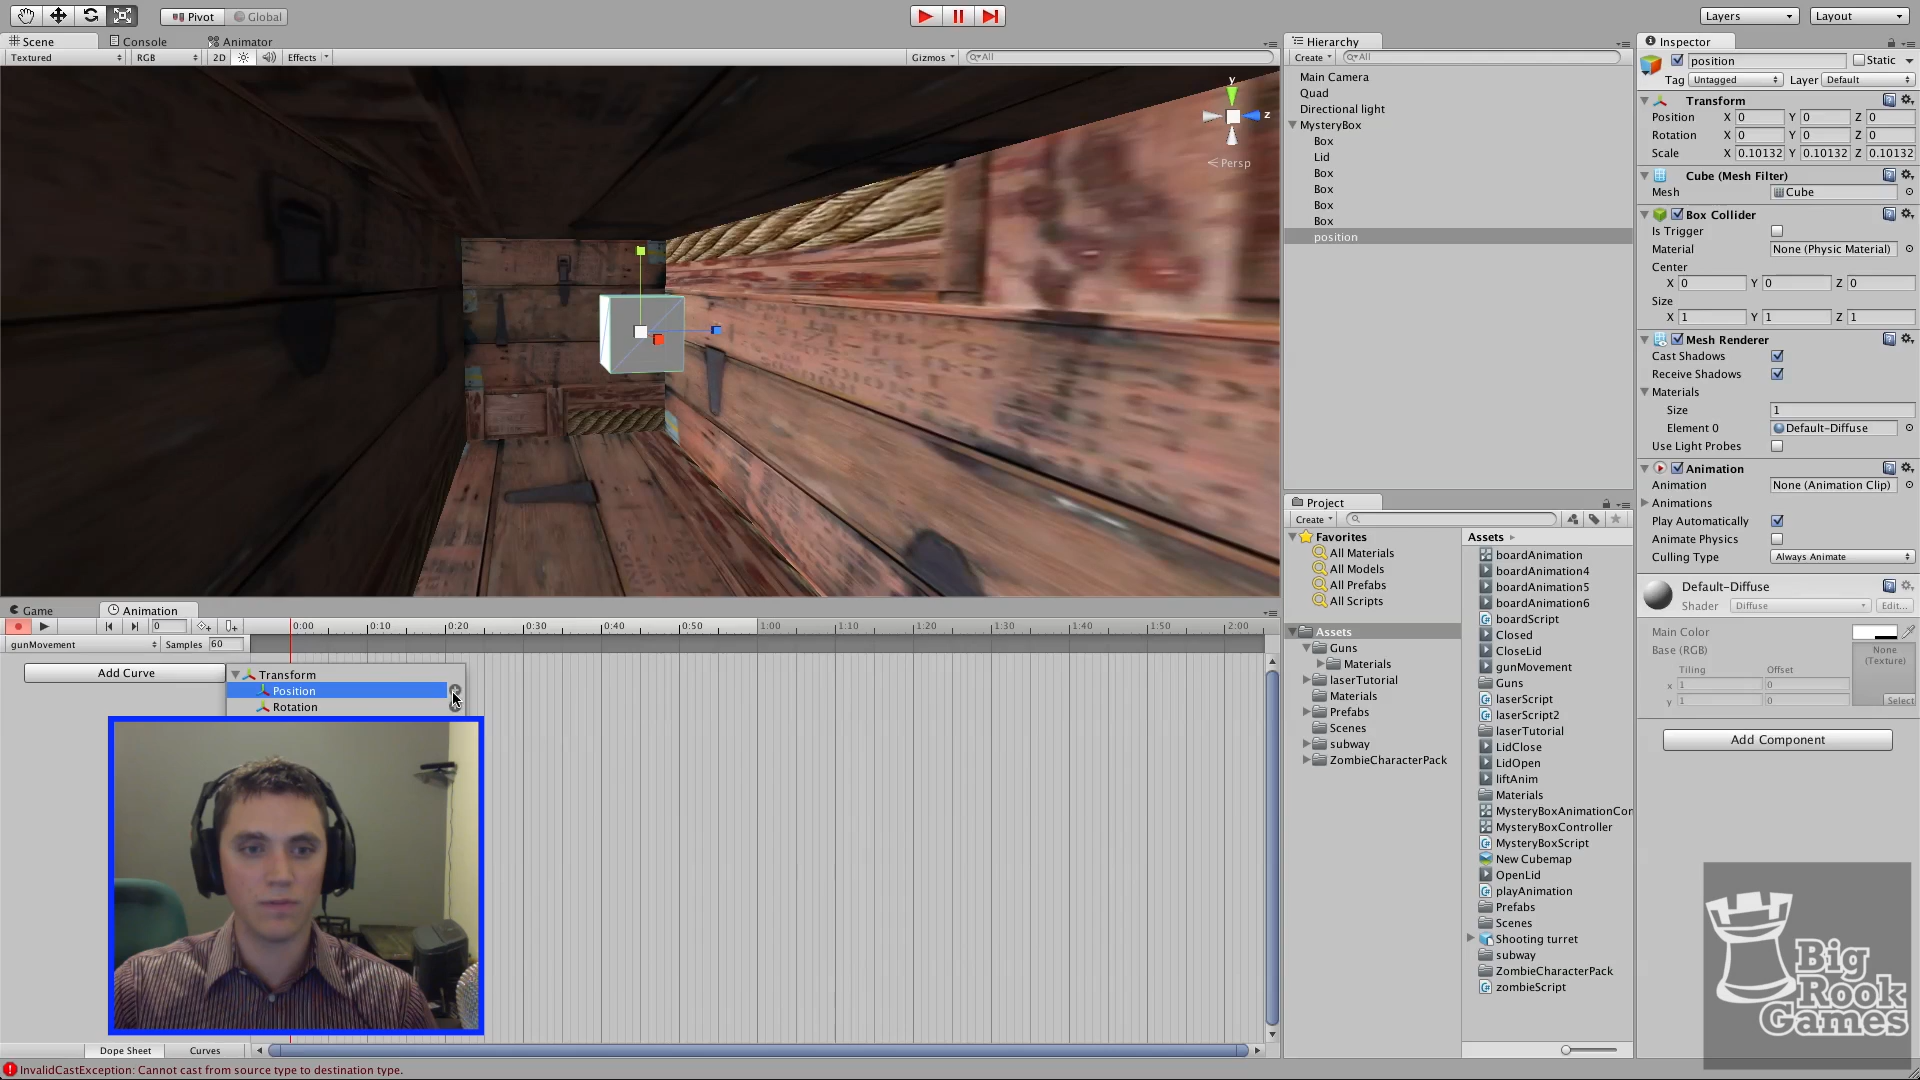 Pivot Global Layers Layout
Scene Console Animator
Textured RGB 2D Effects Gizmos All
y
z
Persp
Hierarchy
Create All
Main Camera
Quad
Directional light
MysteryBox
Box
Lid
Box
Box
Box
Box
position
Inspector
position Static
Tag Untagged Layer Default
Transform
Position X 0 Y 0 Z 0
Rotation X 0 Y 0 Z 0
Scale X 0.10132 Y 0.10132 Z 0.10132
Cube (Mesh Filter)
Mesh Cube
Box Collider
Is Trigger
Material None (Physic Material)
Center
X 0 Y 0 Z 0
Size
X 1 Y 1 Z 1
Mesh Renderer
Cast Shadows
Receive Shadows
Materials
Size 1
Element 0 Default-Diffuse
Use Light Probes
Animation
Animation None (Animation Clip)
Animations
Play Automatically
Animate Physics
Culling Type Always Animate
Default-Diffuse
Shader Diffuse Edit...
Main Color
Base (RGB) None
(Texture)
Tiling Offset
x 1 0
y 1 0
Select
Add Component
Project
Create
Favorites
All Materials
All Models
All Prefabs
All Scripts
Assets
Guns
Materials
laserTutorial
Materials
Prefabs
Scenes
subway
ZombieCharacterPack
Assets
boardAnimation
boardAnimation4
boardAnimation5
boardAnimation6
boardScript
Closed
CloseLid
gunMovement
Guns
laserScript
laserScript2
laserTutorial
LidClose
LidOpen
liftAnim
Materials
MysteryBoxAnimationCon
MysteryBoxController
MysteryBoxScript
New Cubemap
OpenLid
playAnimation
Prefabs
Scenes
Shooting turret
subway
ZombieCharacterPack
zombieScript
Game Animation
0 0:00 0:10 0:20 0:30 0:40 0:50 1:00 1:10 1:20 1:30 1:40 1:50 2:00
gunMovement Samples 60
Add Curve
Transform
Position
Rotation
Dope Sheet Curves
InvalidCastException: Cannot cast from source type to destination type.
Big
Rook
Games